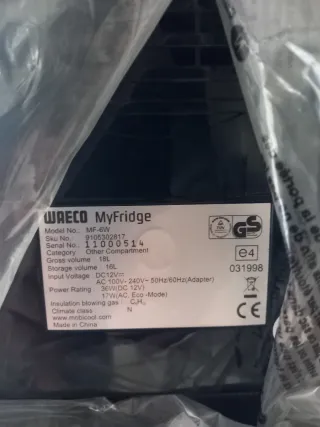 WAECO MyFridge
Model No.: MF-6W
Sku No.: 9105302817
Serial No.: 11000514
Category Other Compartment
Gross volume 18L
Storage volume 16L
Input Voltage DC12V
AC 100V- 240V~ 50Hz/60Hz(Adapter)
Power Rating 36W(DC 12V)
17W(AC, Eco-Mode)
Insulation blowing gas
Climate class N
www.mobicool.com
Made in China
GS
e4
031998
CE